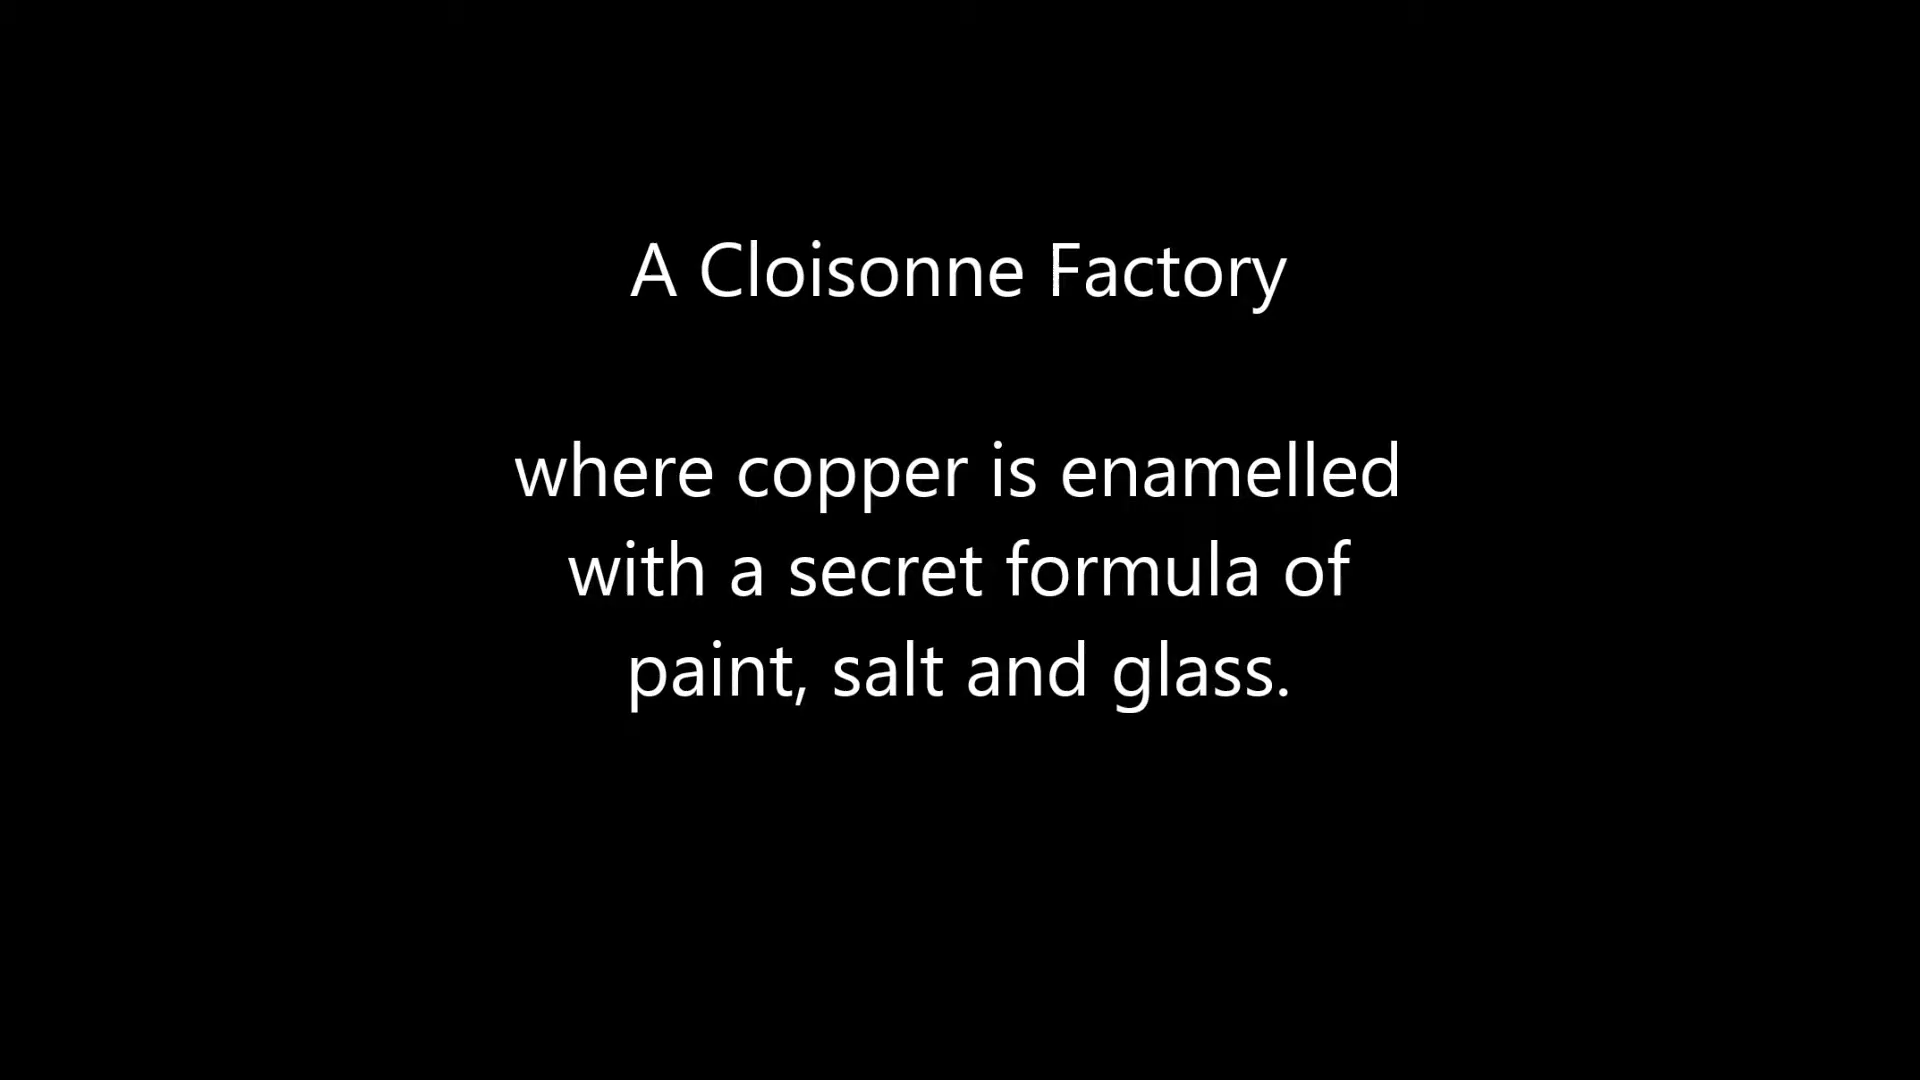 A Cloisonne Factory
where copper is enamelled
with a secret formula of
paint, salt and glass.